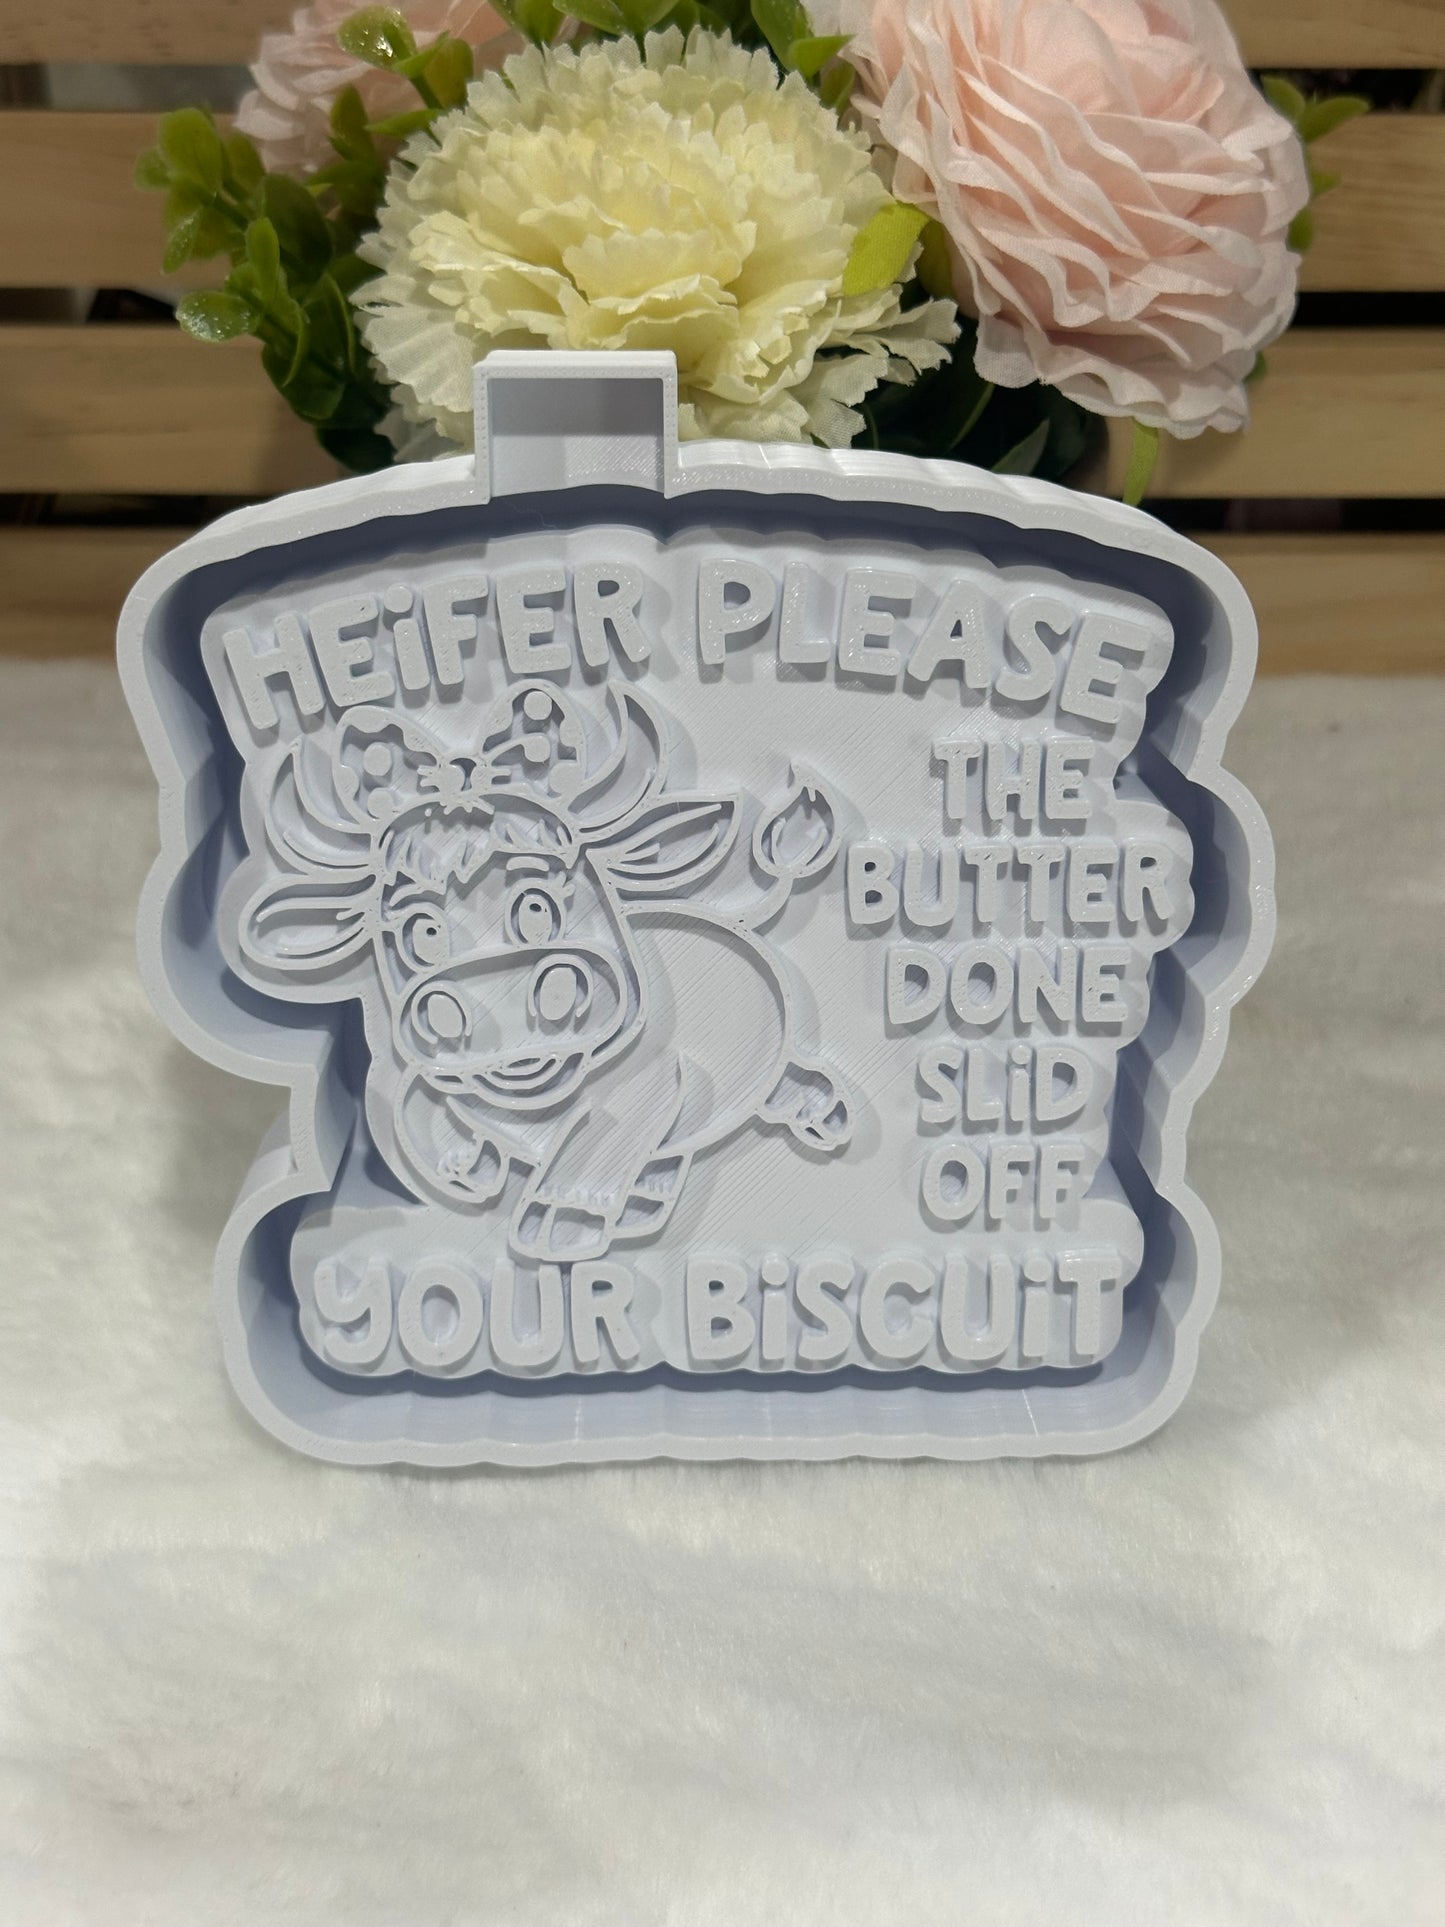 HEiFER PLEASE
THE
BUTTER
DONE
SLiD
OFF
YOUR BiSCUiT